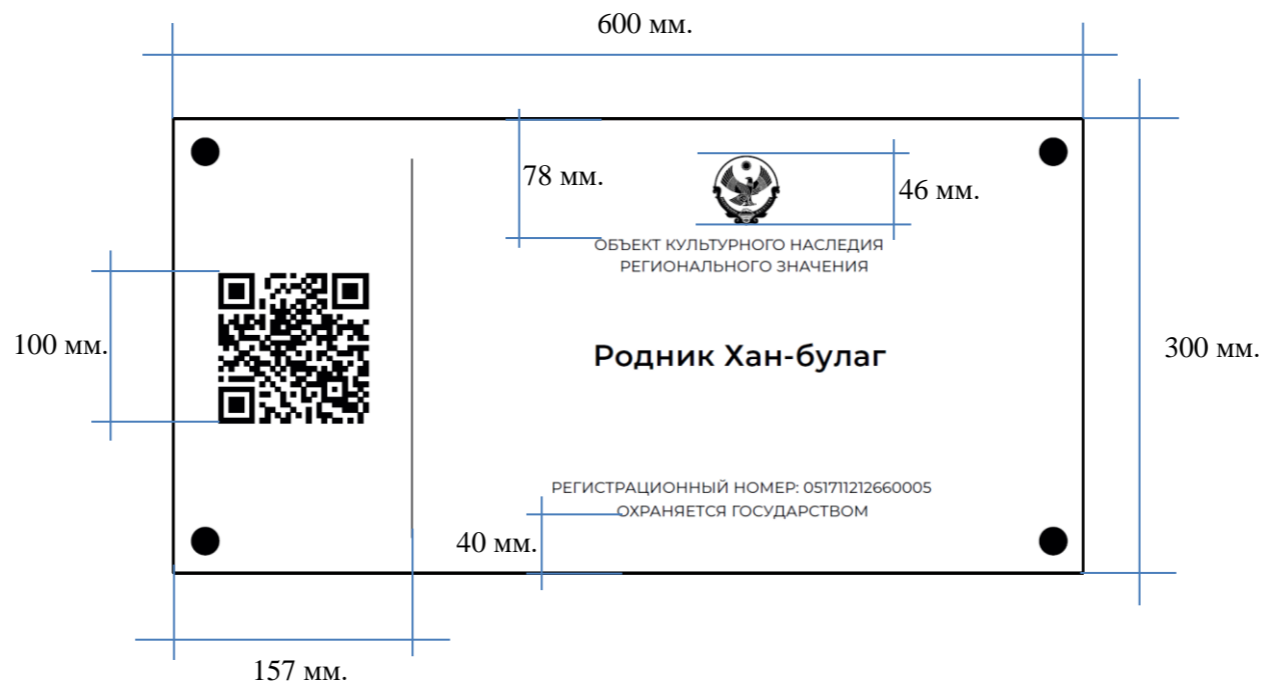 600 мм.
78 мм.
46 мм.
ОБЪЕКТ КУЛЬТУРНОГО НАСЛЕДИЯ
РЕГИОНАЛЬНОГО ЗНАЧЕНИЯ
100 мм.
Родник Хан-булаг
300 мм.
РЕГИСТРАЦИОННЫЙ НОМЕР: 051711212660005
ОХРАНЯЕТСЯ ГОСУДАРСТВОМ
40 мм.
157 мм.